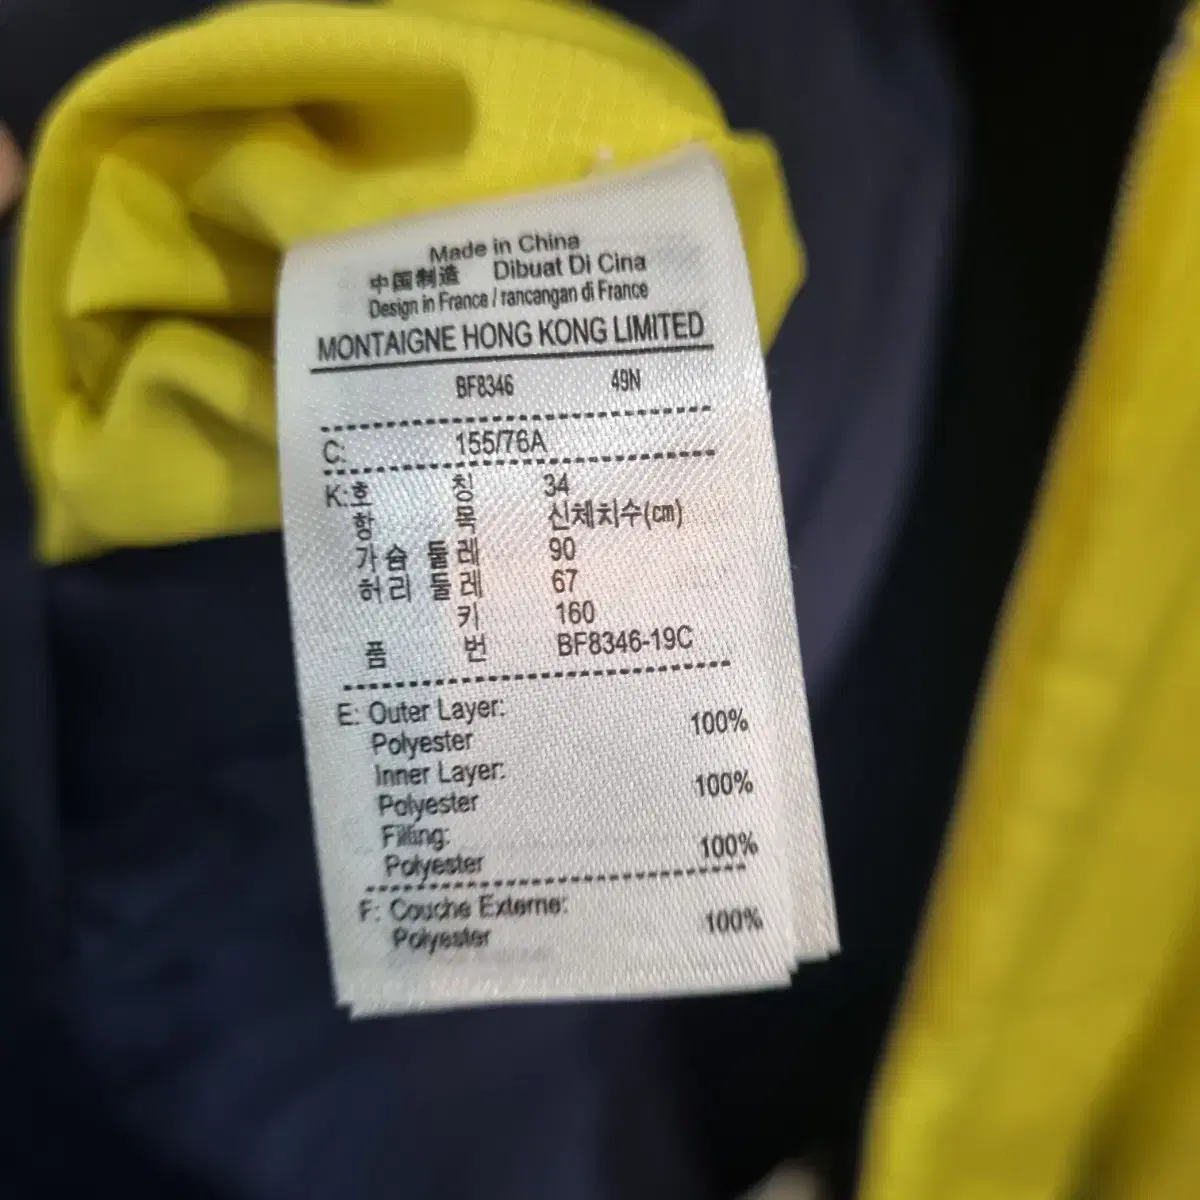 Made in China
中国制造 Dibuat Di Cina
Design in France / rancangan di France
MONTAIGNE HONG KONG LIMITED
BF8346 49N
C: 155/76A
K:호 칭 34
항 목 신체치수(㎝)
가슴 둘레 90
허리 둘레 67
키 160
품 번 BF8346-19C
E: Outer Layer:
Polyester 100%
Inner Layer:
Polyester 100%
Filling:
Polyester 100%
F: Couche Externe:
Polyester 100%